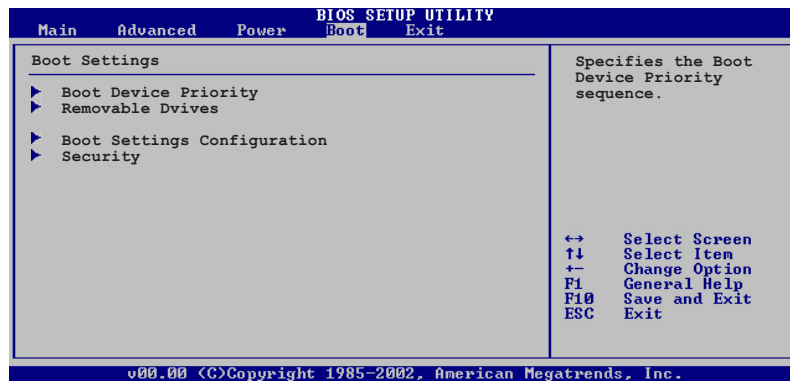 BIOS SETUP UTILITY
Main Advanced Power Boot Exit
Boot Settings
Boot Device Priority
Removable Dvives
Boot Settings Configuration
Security
Specifies the Boot
Device Priority
sequence.
←→ Select Screen
↑↓ Select Item
+- Change Option
F1 General Help
F10 Save and Exit
ESC Exit
v00.00 (C)Copyright 1985-2002, American Megatrends, Inc.